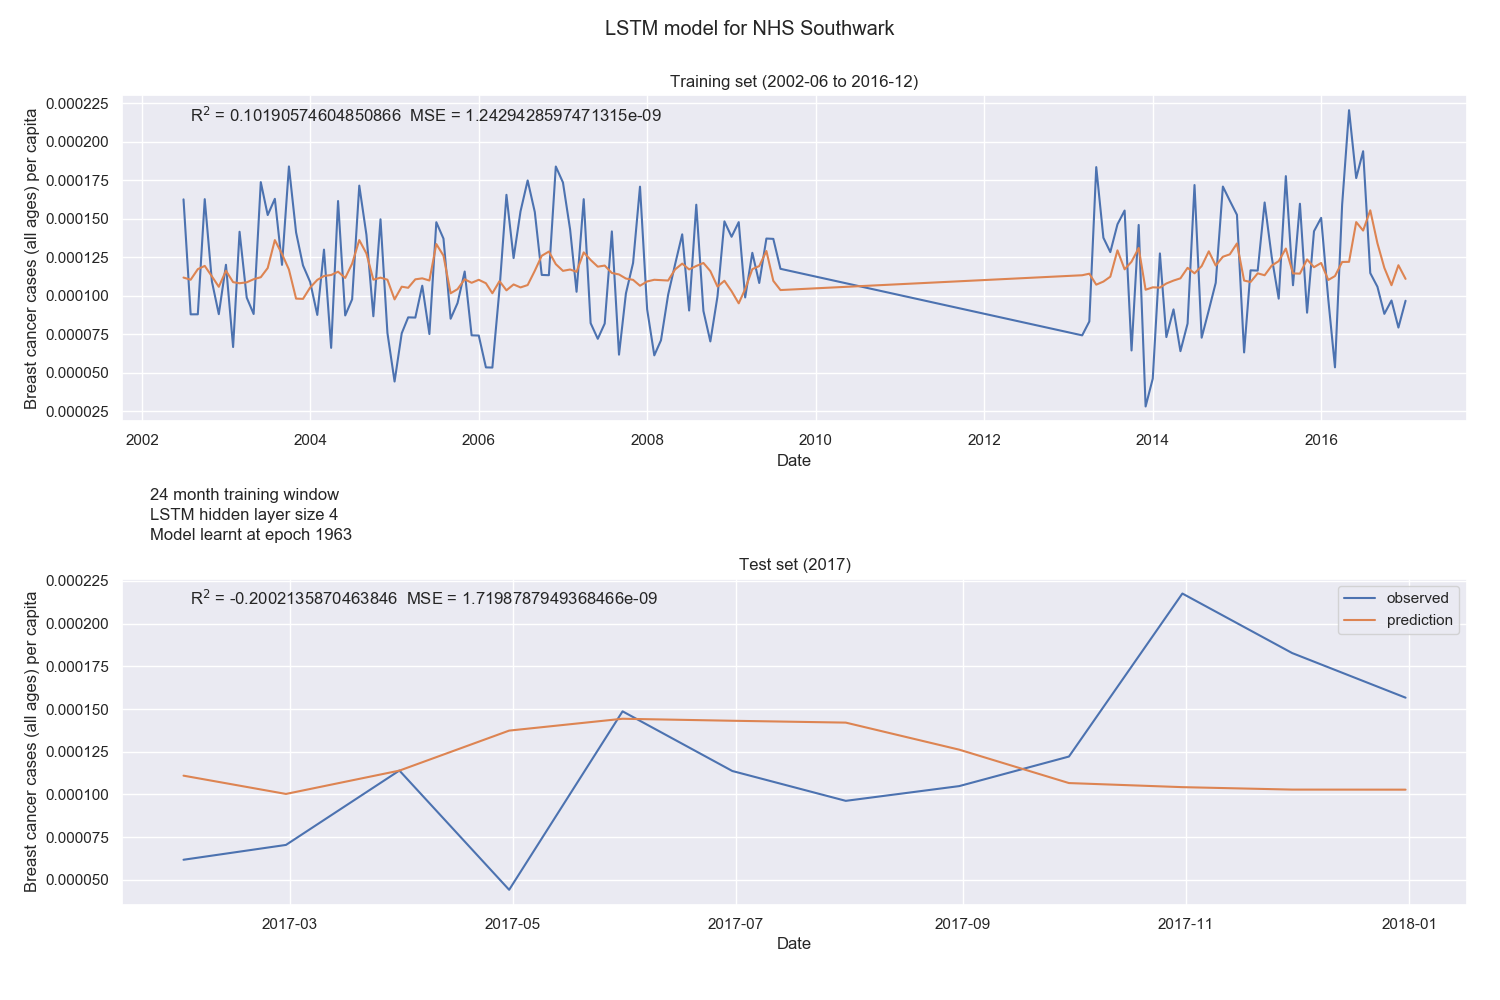 LSTM model for NHS Southwark
Training set (2002-06 to 2016-12)
R² = 0.10190574604850866 MSE = 1.2429428597471315e-09
Breast cancer cases (all ages) per capita
0.000225
0.000200
0.000175
0.000150
0.000125
0.000100
0.000075
0.000050
0.000025
2002 2004 2006 2008 2010 2012 2014 2016
Date
24 month training window
LSTM hidden layer size 4
Model learnt at epoch 1963
Test set (2017)
R² = -0.2002135870463846 MSE = 1.7198787949368466e-09
observed
prediction
Breast cancer cases (all ages) per capita
0.000225
0.000200
0.000175
0.000150
0.000125
0.000100
0.000075
0.000050
2017-03 2017-05 2017-07 2017-09 2017-11 2018-01
Date